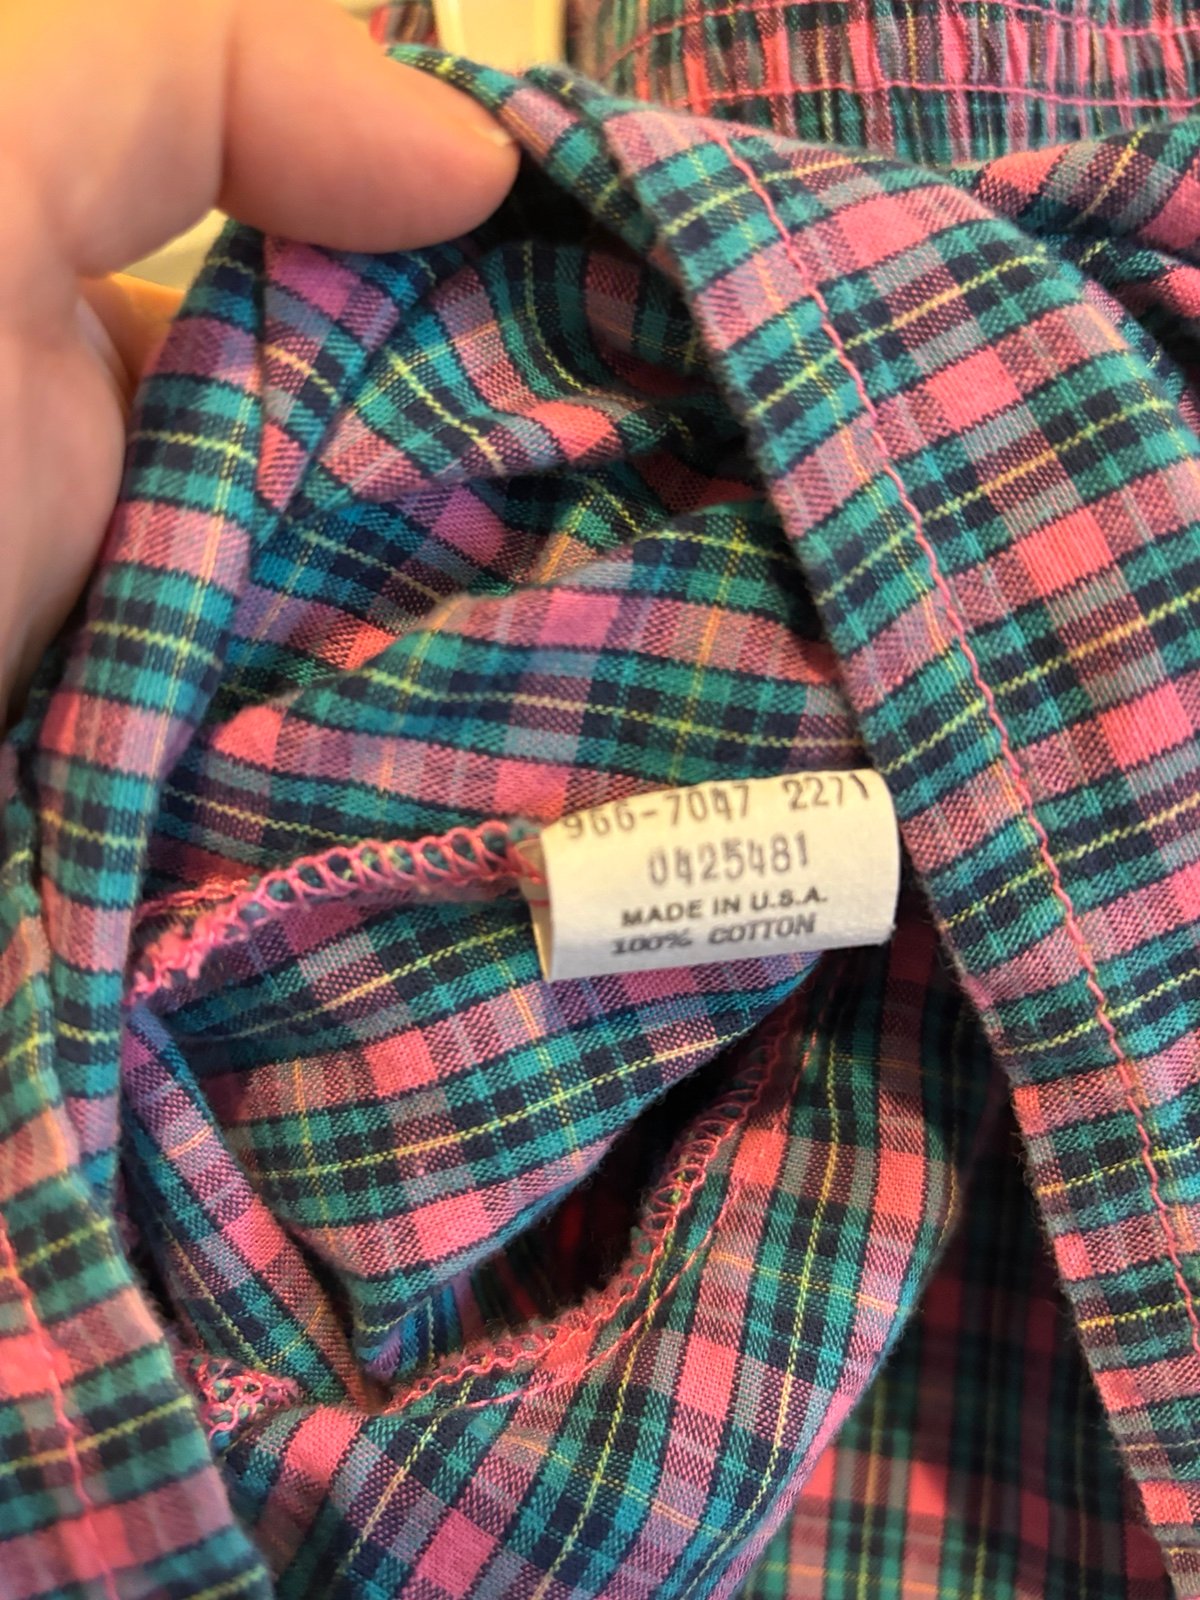 966-7047 2271
0425481
MADE IN U.S.A.
100% COTTON